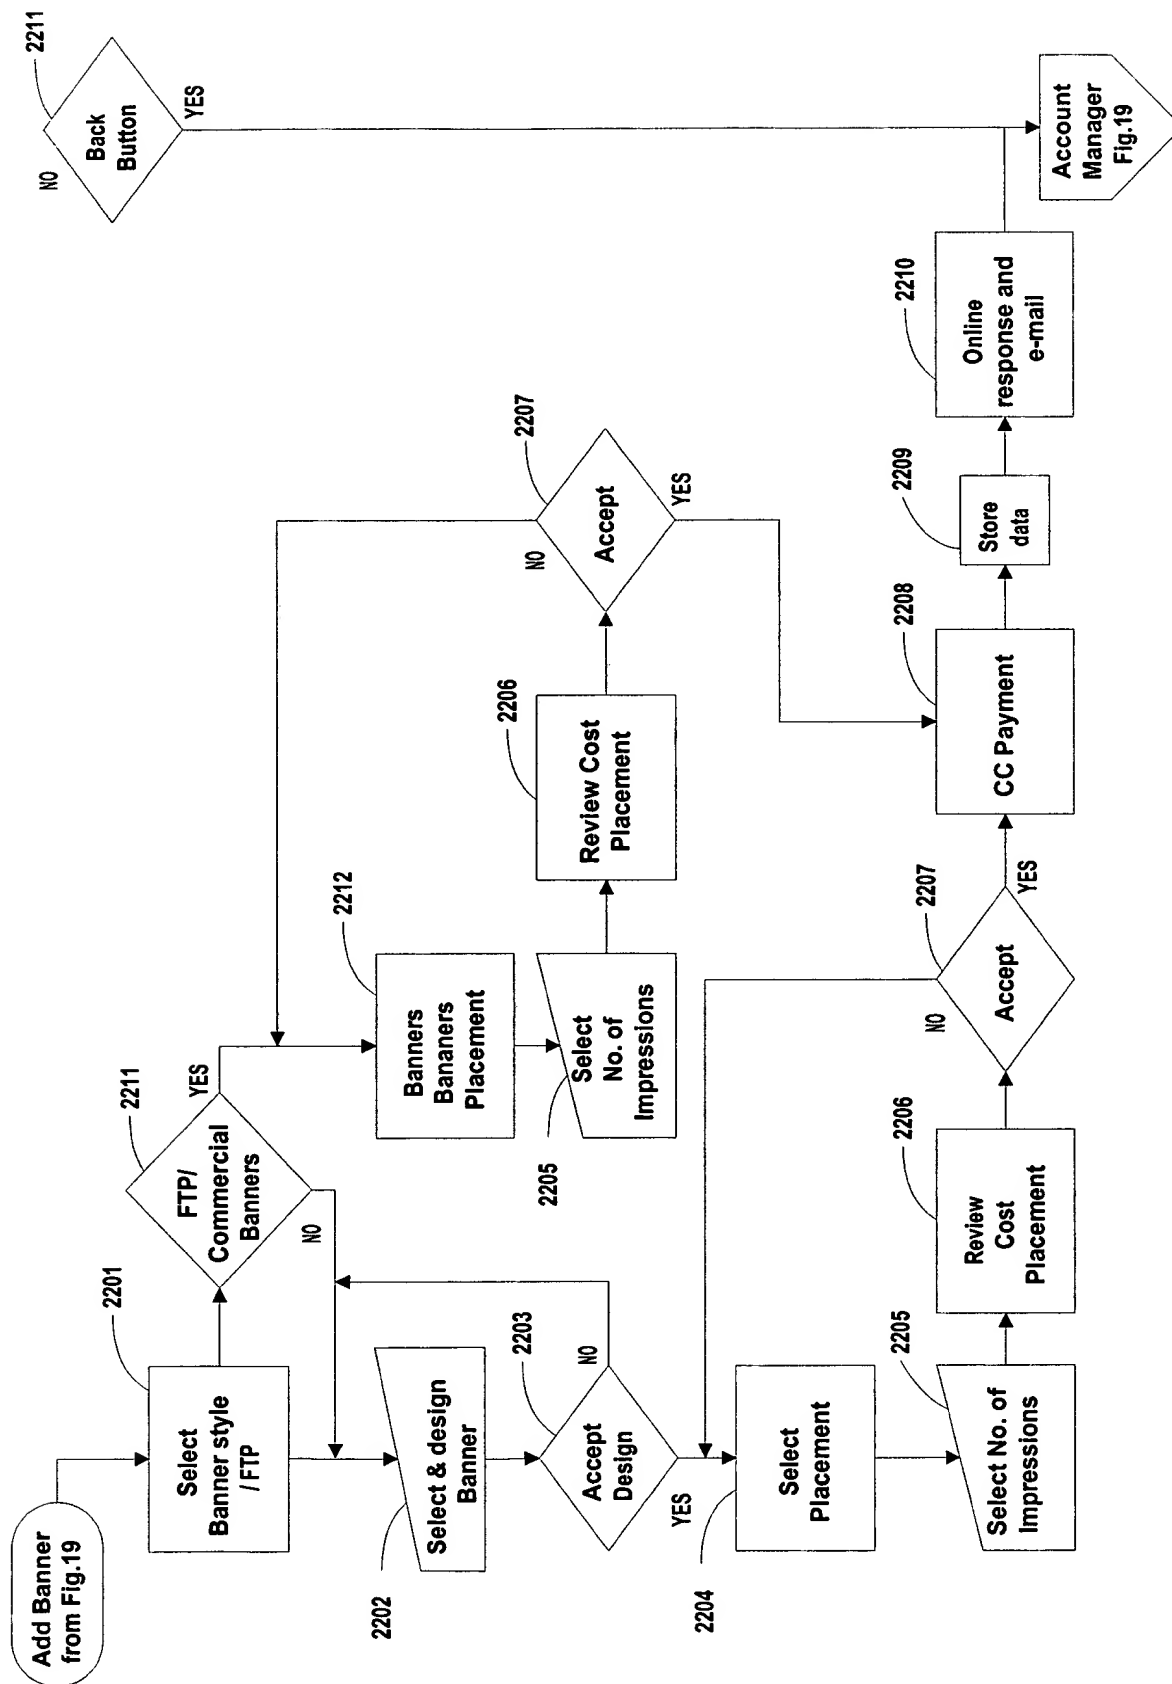 Add Banner
from Fig.19
2201
Select
Banner style
/ FTP
2211
FTP/
Commercial
Banners
YES
NO
2202
Select & design
Banner
2203
Accept
Design
NO
YES
2204
Select
Placement
2205
Select No. of
Impressions
2206
Review
Cost
Placement
2207
Accept
NO
YES
2212
Banners
Bananers
Placement
2205
Select
No. of
Impressions
2206
Review Cost
Placement
2207
Accept
NO
YES
2208
CC Payment
2209
Store
data
2210
Online
response and
e-mail
2211
Back
Button
NO
YES
Account
Manager
Fig.19